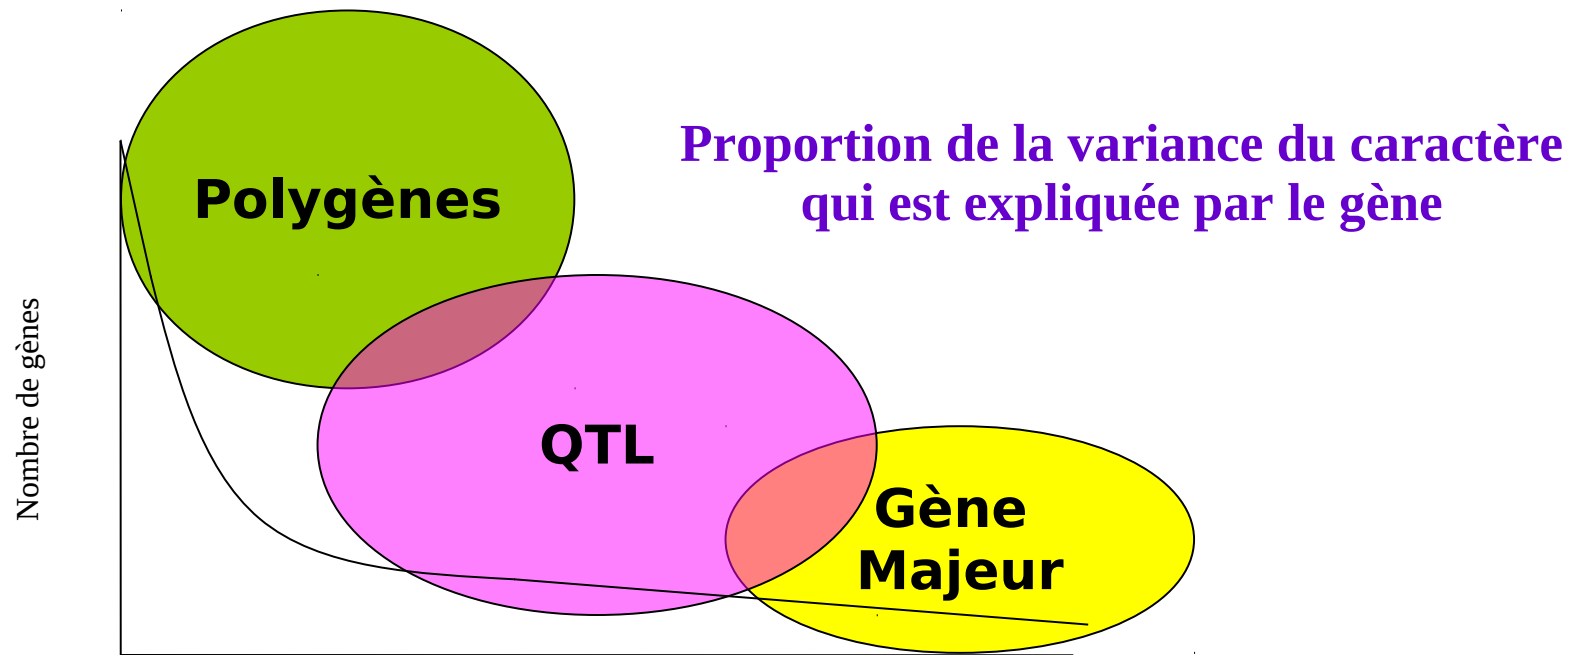 Proportion de la variance du caractère
qui est expliquée par le gène
Polygènes
Nombre de gènes
QTL
Gène
Majeur